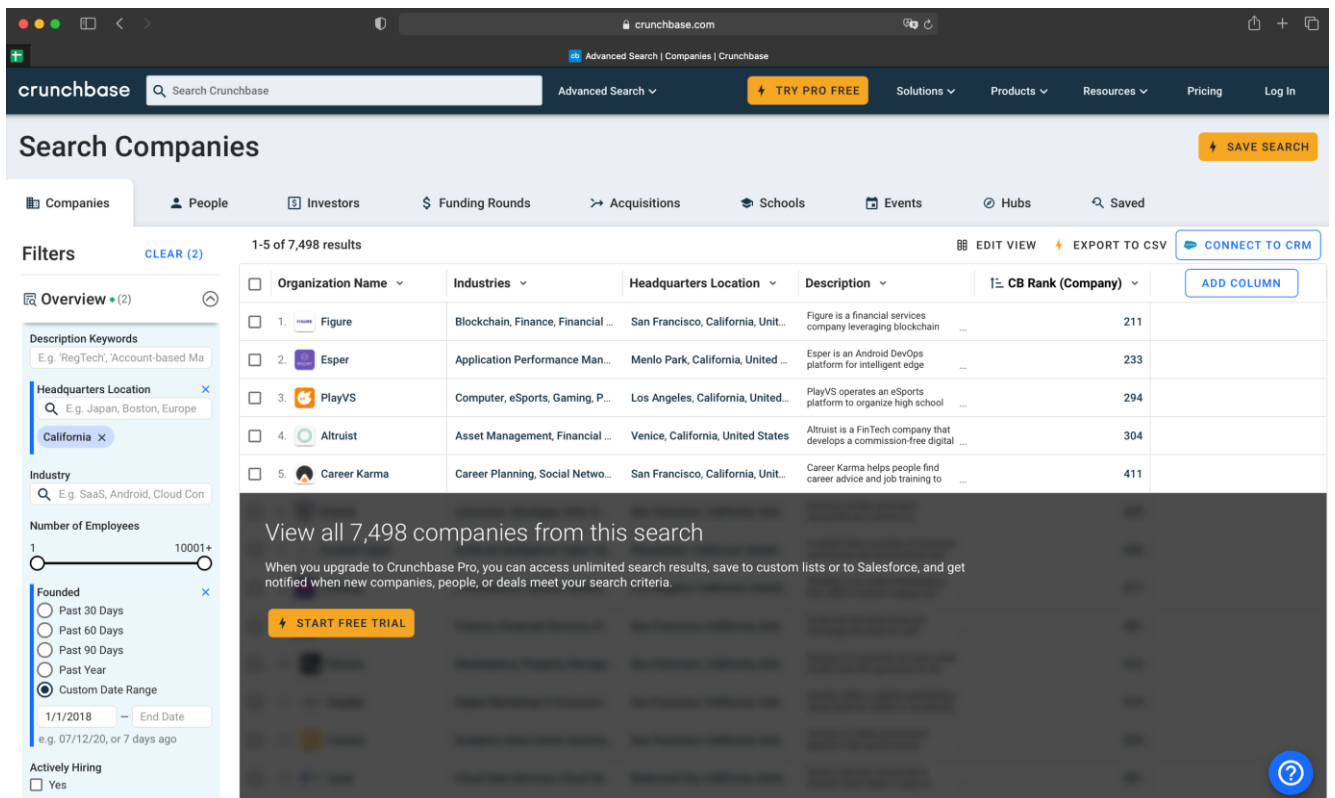 crunchbase.com
Advanced Search | Companies | Crunchbase
crunchbase
Search Crunchbase
Advanced Search
TRY PRO FREE
Solutions
Products
Resources
Pricing
Log In
Search Companies
SAVE SEARCH
Companies
People
Investors
Funding Rounds
Acquisitions
Schools
Events
Hubs
Saved
Filters
CLEAR (2)
1-5 of 7,498 results
EDIT VIEW
EXPORT TO CSV
CONNECT TO CRM
Overview • (2)
Description Keywords
E.g. 'RegTech', 'Account-based Ma
Headquarters Location
E.g. Japan, Boston, Europe
California
Industry
E.g. SaaS, Android, Cloud Con
Number of Employees
1 10001+
Founded
Past 30 Days
Past 60 Days
Past 90 Days
Past Year
Custom Date Range
1/1/2018 – End Date
e.g. 07/12/20, or 7 days ago
Actively Hiring
Yes
Organization Name Industries Headquarters Location Description CB Rank (Company) ADD COLUMN
1. Figure Blockchain, Finance, Financial ... San Francisco, California, Unit... Figure is a financial services
company leveraging blockchain ... 211
2. Esper Application Performance Man... Menlo Park, California, United ... Esper is an Android DevOps
platform for intelligent edge ... 233
3. PlayVS Computer, eSports, Gaming, P... Los Angeles, California, United... PlayVS operates an eSports
platform to organize high school ... 294
4. Altruist Asset Management, Financial ... Venice, California, United States Altruist is a FinTech company that
develops a commission-free digital ... 304
5. Career Karma Career Planning, Social Netwo... San Francisco, California, Unit... Career Karma helps people find
career advice and job training to ... 411
View all 7,498 companies from this search
When you upgrade to Crunchbase Pro, you can access unlimited search results, save to custom lists or to Salesforce, and get
notified when new companies, people, or deals meet your search criteria.
START FREE TRIAL